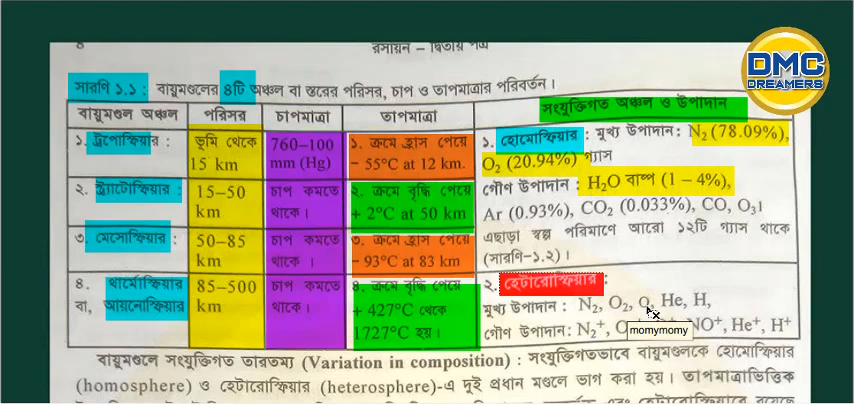 ৪
রসায়ন – দ্বিতীয় পত্র
DMC
DREAMERS
সারণি ১.১ : বায়ুমণ্ডলের ৪টি অঞ্চল বা স্তরের পরিসর, চাপ ও তাপমাত্রার পরিবর্তন।
বায়ুমণ্ডল অঞ্চল পরিসর চাপমাত্রা তাপমাত্রা সংযুক্তিগত অঞ্চল ও উপাদান
১. ট্রপোস্ফিয়ার : ভূমি থেকে 15 km 760–100 mm (Hg) ১. ক্রমে হ্রাস পেয়ে – 55°C at 12 km.
২. স্ট্র্যাটোস্ফিয়ার : 15–50 km চাপ কমতে থাকে। ২. ক্রমে বৃদ্ধি পেয়ে + 2°C at 50 km
৩. মেসোস্ফিয়ার : 50–85 km চাপ কমতে থাকে । ৩. ক্রমে হ্রাস পেয়ে – 93°C at 83 km
৪. থার্মোস্ফিয়ার বা, আয়নোস্ফিয়ার 85–500 km চাপ কমতে থাকে। ৪. ক্রমে বৃদ্ধি পেয়ে + 427°C থেকে 1727°C হয়।
১. হোমোস্ফিয়ার : মুখ্য উপাদান: N₂ (78.09%),
O₂ (20.94%) গ্যাস
গৌণ উপাদান : H₂O বাষ্প (1 – 4%),
Ar (0.93%), CO₂ (0.033%), CO, O₃।
এছাড়া স্বল্প পরিমাণে আরো ১২টি গ্যাস থাকে
(সারণি-১.২)।
২. হেটারোস্ফিয়ার :
মুখ্য উপাদান : N₂, O₂, O, He, H,
গৌণ উপাদান: N₂⁺, NO⁺, He⁺, H⁺
momymomy
বায়ুমণ্ডলে সংযুক্তিগত তারতম্য (Variation in composition) : সংযুক্তিগতভাবে বায়ুমণ্ডলকে হোমোস্ফিয়ার
(homosphere) ও হেটারোস্ফিয়ার (heterosphere)-এ দুই প্রধান মণ্ডলে ভাগ করা হয়। তাপমাত্রাভিত্তিক